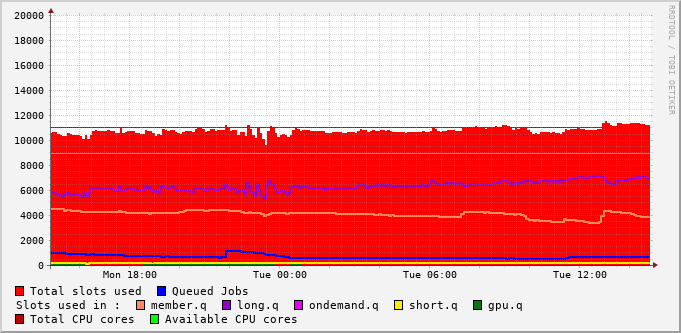 RRDTOOL / TOBI OETIKER
20000
18000
16000
14000
12000
10000
8000
6000
4000
2000
0
Mon 18:00 Tue 00:00 Tue 06:00 Tue 12:00
Total slots used Queued Jobs
Slots used in : member.q long.q ondemand.q short.q gpu.q
Total CPU cores Available CPU cores